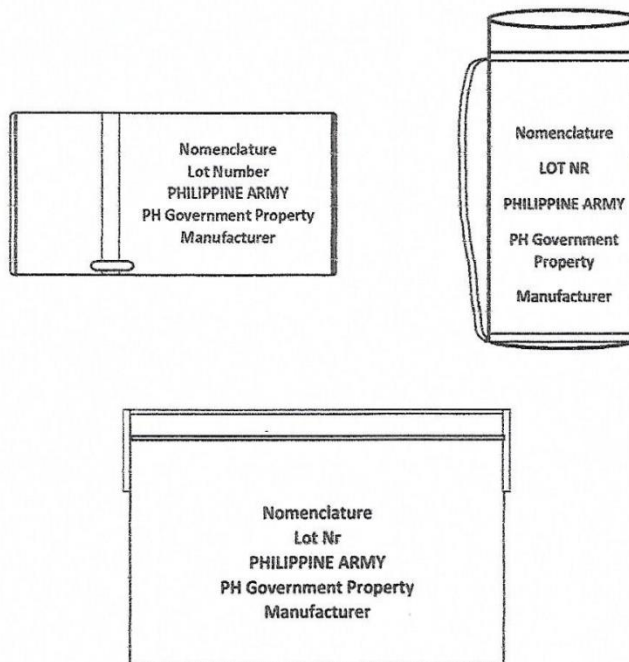 Nomenclature
Lot Number
PHILIPPINE ARMY
PH Government Property
Manufacturer
Nomenclature
LOT NR
PHILIPPINE ARMY
PH Government
Property
Manufacturer
Nomenclature
Lot Nr
PHILIPPINE ARMY
PH Government Property
Manufacturer